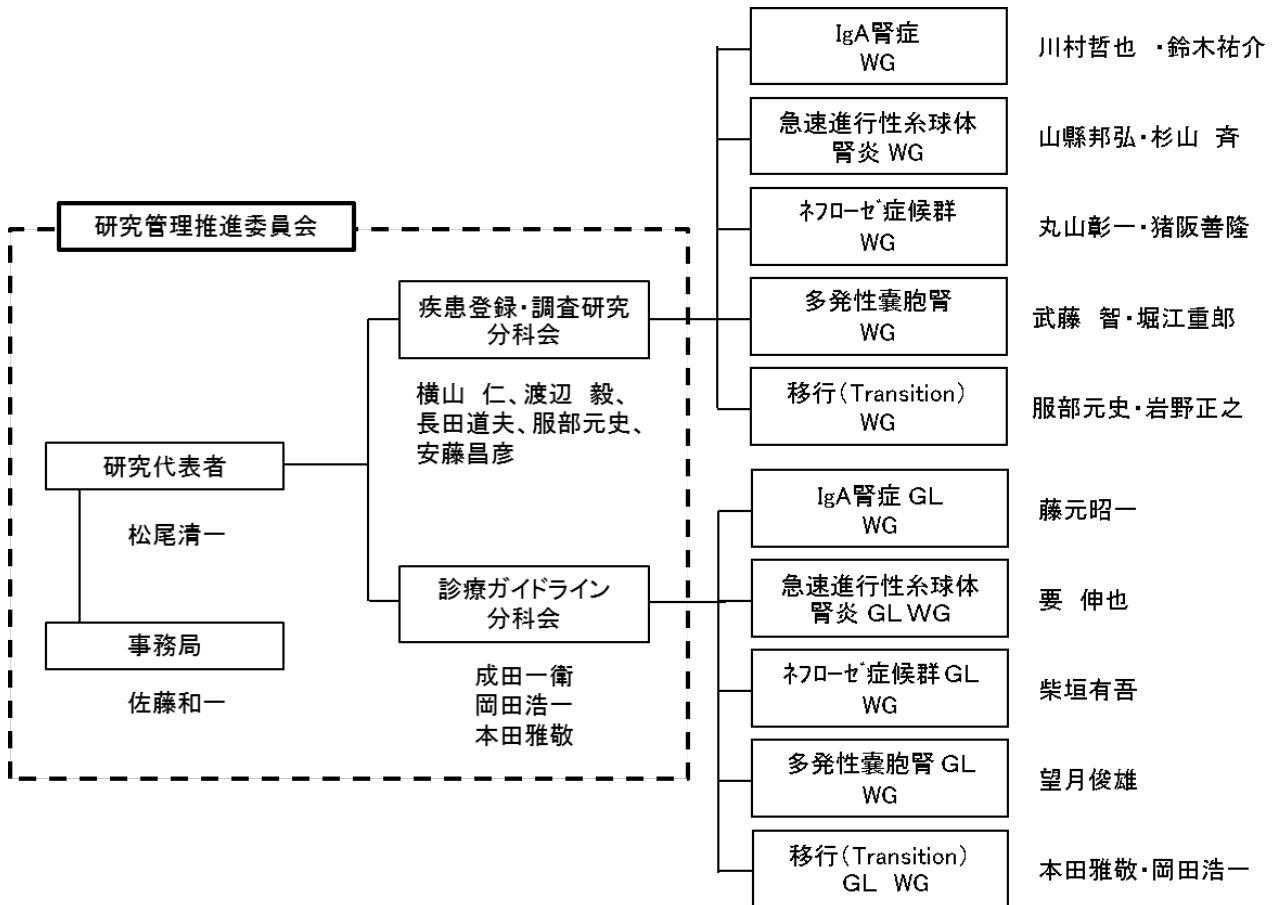 研究管理推進委員会
研究代表者
松尾清一
事務局
佐藤和一
疾患登録・調査研究
分科会
横山 仁、渡辺 毅、
長田道夫、服部元史、
安藤昌彦
診療ガイドライン
分科会
成田一衛
岡田浩一
本田雅敬
IgA腎症
WG
川村哲也 ・鈴木祐介
急速進行性糸球体
腎炎 WG
山縣邦弘・杉山 斉
ネフローゼ症候群
WG
丸山彰一・猪阪善隆
多発性嚢胞腎
WG
武藤 智・堀江重郎
移行(Transition)
WG
服部元史・岩野正之
IgA腎症 GL
WG
藤元昭一
急速進行性糸球体
腎炎 GL WG
要 伸也
ネフローゼ症候群 GL
WG
柴垣有吾
多発性嚢胞腎 GL
WG
望月俊雄
移行(Transition)
GL WG
本田雅敬・岡田浩一